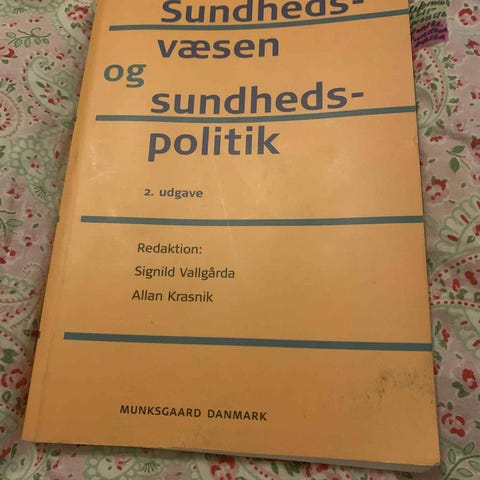 Sundheds-
væsen
og
sundheds-
politik
2. udgave
Redaktion:
Signild Vallgårda
Allan Krasnik
MUNKSGAARD DANMARK